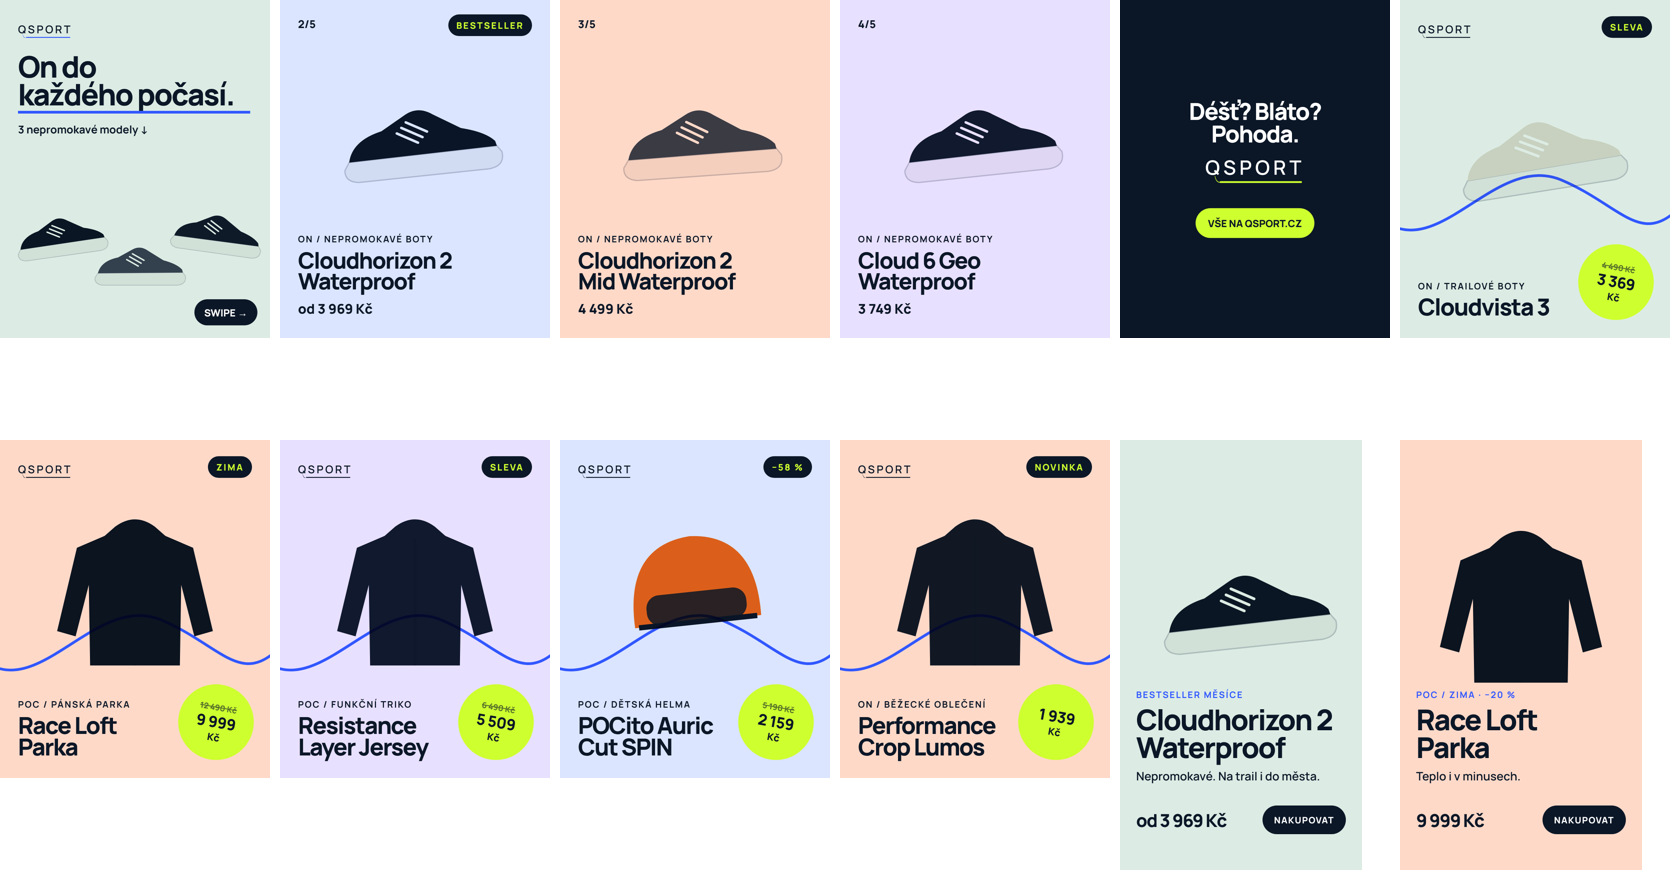 QSPORT
On do
každého počasí.
3 nepromokavé modely ↓
SWIPE →
2/5
BESTSELLER
ON / NEPROMOKAVÉ BOTY
Cloudhorizon 2
Waterproof
od 3 969 Kč
3/5
ON / NEPROMOKAVÉ BOTY
Cloudhorizon 2
Mid Waterproof
4 499 Kč
4/5
ON / NEPROMOKAVÉ BOTY
Cloud 6 Geo
Waterproof
3 749 Kč
Déšť? Bláto?
Pohoda.
QSPORT
VŠE NA QSPORT.CZ
QSPORT
SLEVA
ON / TRAILOVÉ BOTY
Cloudvista 3
4 490 Kč
3 369
Kč
QSPORT
ZIMA
POC / PÁNSKÁ PARKA
Race Loft
Parka
12 490 Kč
9 999
Kč
QSPORT
SLEVA
POC / FUNKČNÍ TRIKO
Resistance
Layer Jersey
6 490 Kč
5 509
Kč
QSPORT
−58 %
POC / DĚTSKÁ HELMA
POCito Auric
Cut SPIN
5 190 Kč
2 159
Kč
QSPORT
NOVINKA
ON / BĚŽECKÉ OBLEČENÍ
Performance
Crop Lumos
1 939
Kč
BESTSELLER MĚSÍCE
Cloudhorizon 2
Waterproof
Nepromokavé. Na trail i do města.
od 3 969 Kč
NAKUPOVAT
POC / ZIMA · −20 %
Race Loft
Parka
Teplo i v minusech.
9 999 Kč
NAKUPOVAT